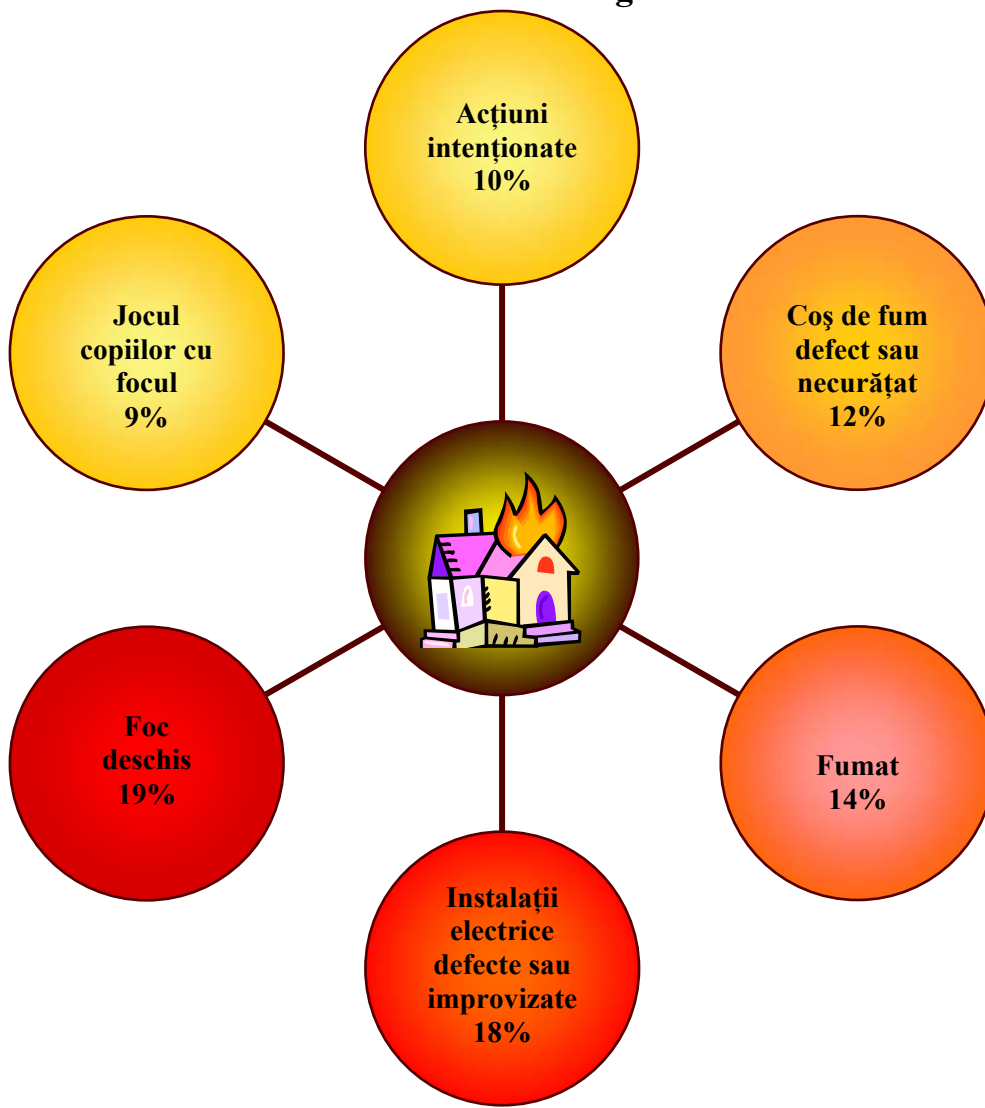 Acțiuni
intenționate
10%
Coş de fum
defect sau
necurățat
12%
Fumat
14%
Instalații
electrice
defecte sau
improvizate
18%
Foc
deschis
19%
Jocul
copiilor cu
focul
9%